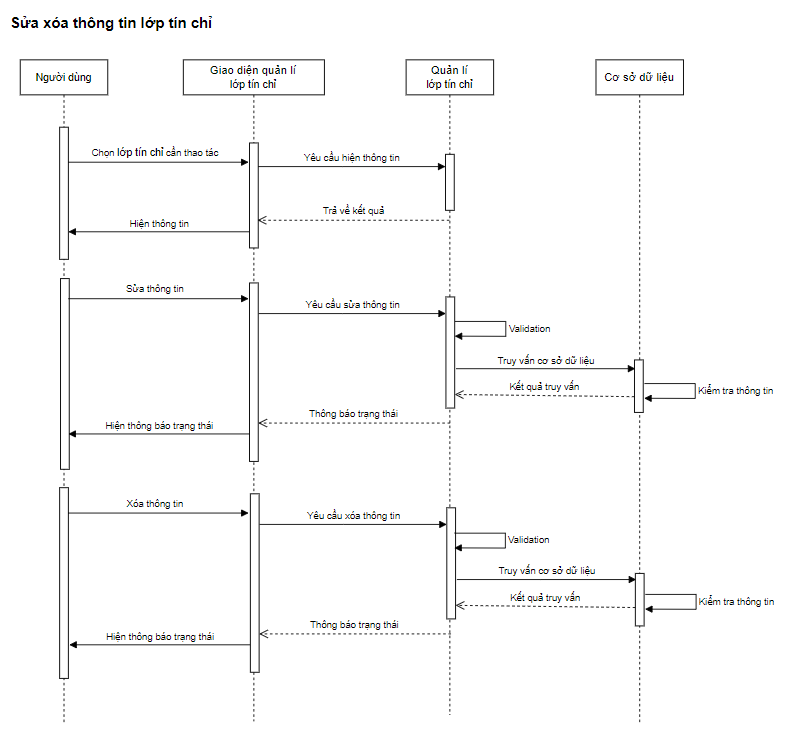 Sửa xóa thông tin lớp tín chỉ
Người dùng
Giao diện quản lí
lớp tín chỉ
Quản lí
lớp tín chỉ
Cơ sở dữ liệu
Chọn lớp tín chỉ cần thao tác
Yêu cầu hiện thông tin
Trả về kết quả
Hiện thông tin
Sửa thông tin
Yêu cầu sửa thông tin
Validation
Truy vấn cơ sở dữ liệu
Kết quả truy vấn
Kiểm tra thông tin
Thông báo trạng thái
Hiện thông báo trạng thái
Xóa thông tin
Yêu cầu xóa thông tin
Validation
Truy vấn cơ sở dữ liệu
Kết quả truy vấn
Kiểm tra thông tin
Thông báo trạng thái
Hiện thông báo trạng thái